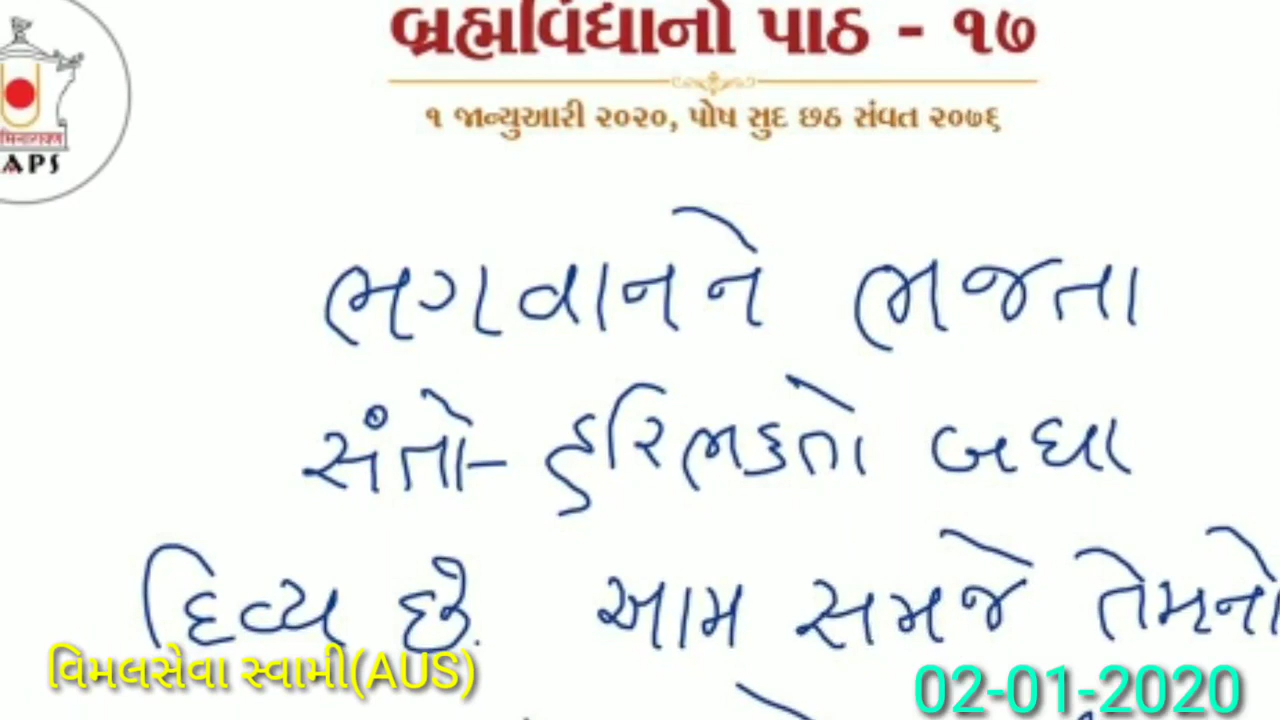 બ્રહ્મવિદ્યાનો પાઠ - ૧૭
૧ જાન્યુઆરી ૨૦૨૦, પોષ સુદ છઠ સંવત ૨૦૭૬
APS
ભગવાનને ભજતા
સંતો-હરિભક્તો બધા
દિવ્ય છે. આમ સમજે તેમનો
વિમલસેવા સ્વામી(AUS)
02-01-2020